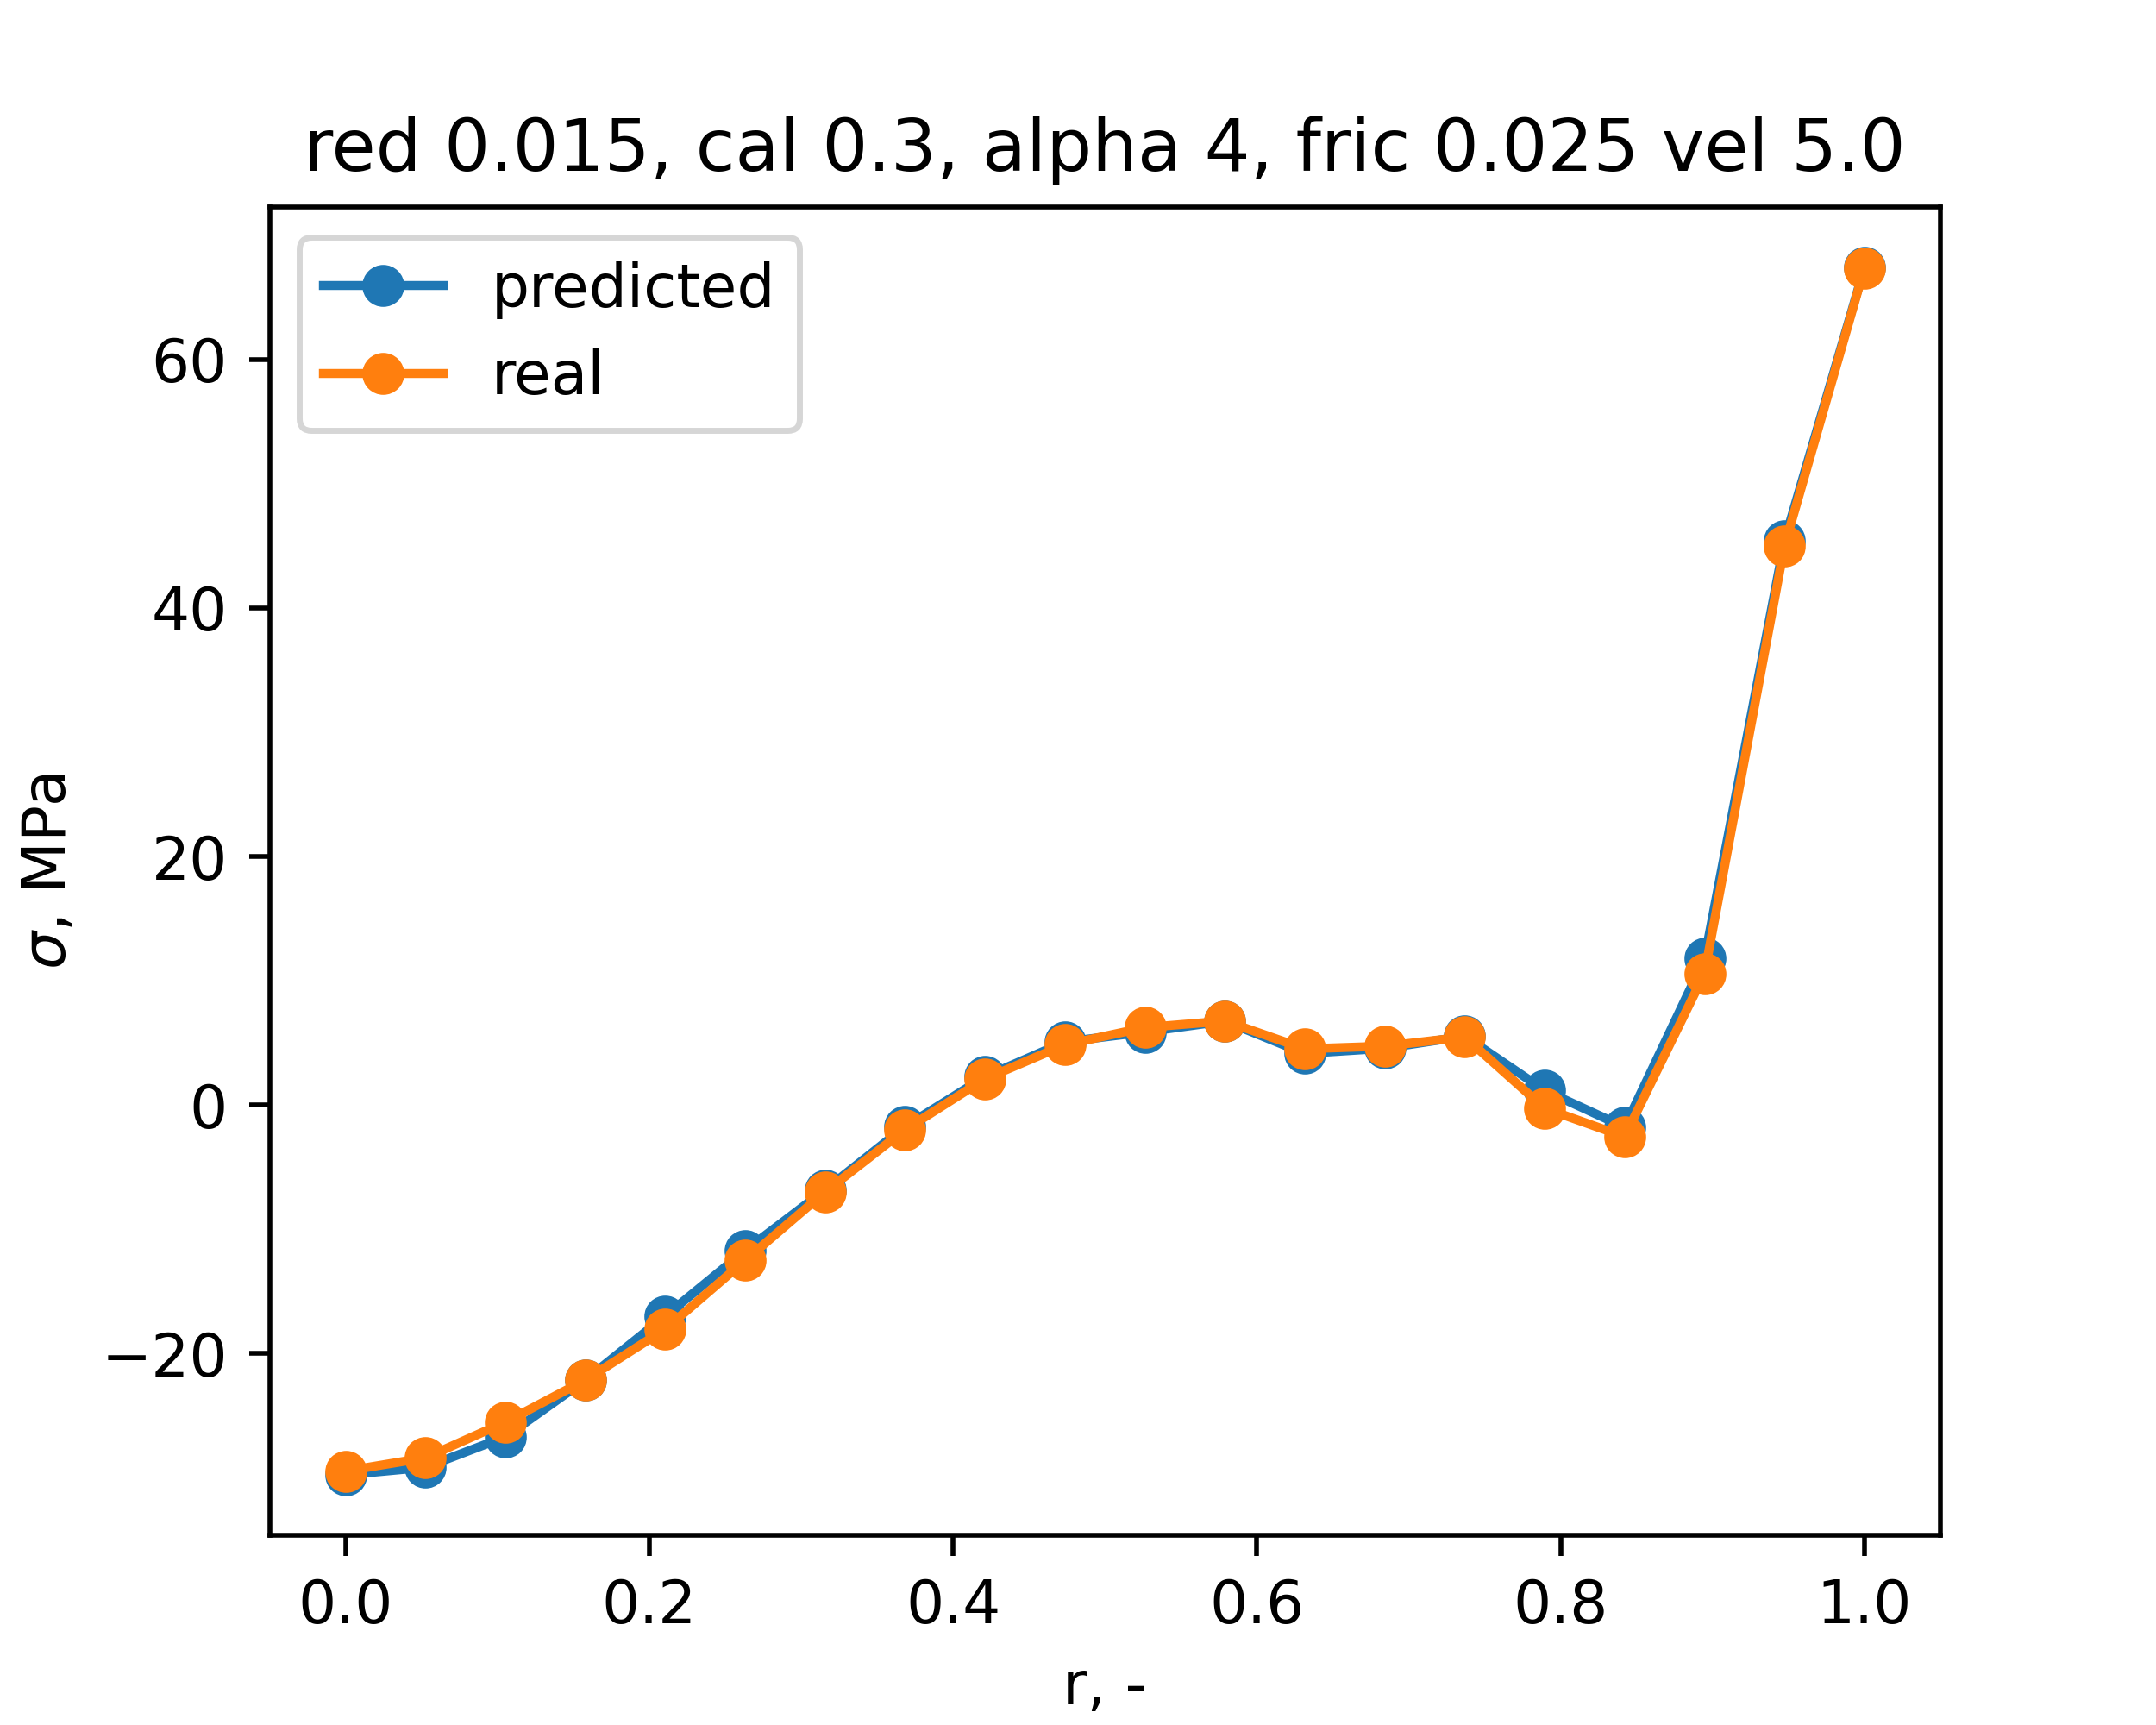 red 0.015, cal 0.3, alpha 4, fric 0.025 vel 5.0
predicted
real
60
40
20
0
−20
σ, MPa
0.0 0.2 0.4 0.6 0.8 1.0
r, -